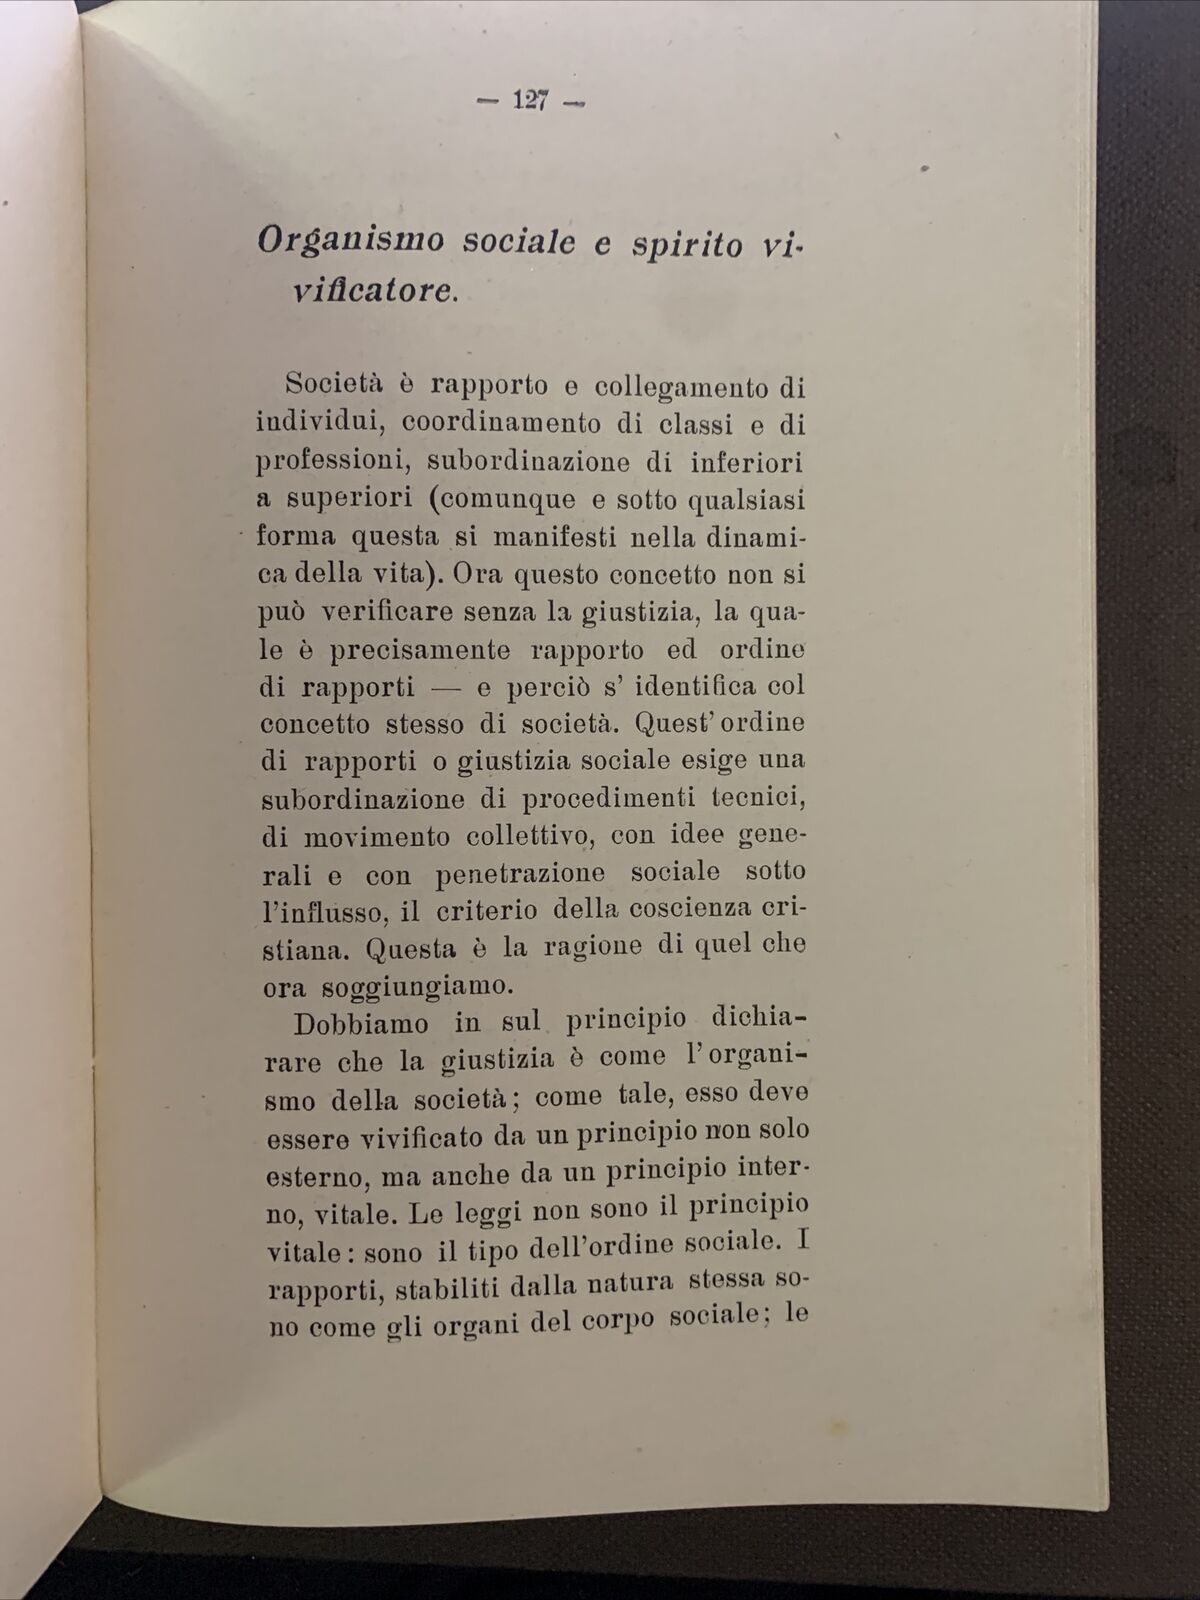 — 127 —
Organismo sociale e spirito vi-
vificatore.
Società è rapporto e collegamento di
individui, coordinamento di classi e di
professioni, subordinazione di inferiori
a superiori (comunque e sotto qualsiasi
forma questa si manifesti nella dinami-
ca della vita). Ora questo concetto non si
può verificare senza la giustizia, la qua-
le è precisamente rapporto ed ordine
di rapporti — e perciò s' identifica col
concetto stesso di società. Quest' ordine
di rapporti o giustizia sociale esige una
subordinazione di procedimenti tecnici,
di movimento collettivo, con idee gene-
rali e con penetrazione sociale sotto
l'influsso, il criterio della coscienza cri-
stiana. Questa è la ragione di quel che
ora soggiungiamo.
Dobbiamo in sul principio dichia-
rare che la giustizia è come l' organi-
smo della società; come tale, esso deve
essere vivificato da un principio non solo
esterno, ma anche da un principio inter-
no, vitale. Le leggi non sono il principio
vitale: sono il tipo dell'ordine sociale. I
rapporti, stabiliti dalla natura stessa so-
no come gli organi del corpo sociale; le